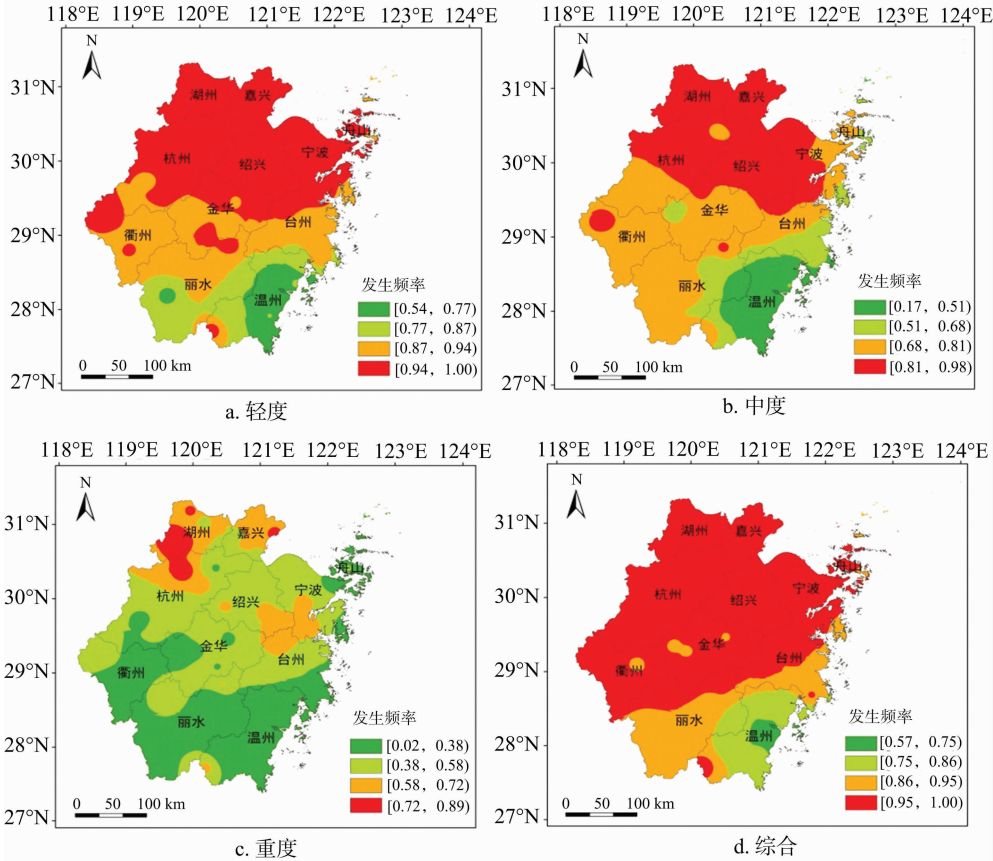 118°E 119°E 120°E 121°E 122°E 123°E 124°E
N
31°N
30°N
29°N
28°N
27°N
湖州 嘉兴
舟山
杭州 绍兴 宁波
金华
衢州 台州
丽水
温州
发生频率
[0.54，0.77)
[0.77，0.87)
[0.87，0.94)
[0.94，1.00)
0 50 100 km
a. 轻度
118°E 119°E 120°E 121°E 122°E 123°E 124°E
N
31°N
30°N
29°N
28°N
27°N
湖州 嘉兴
舟山
杭州 绍兴 宁波
金华
衢州 台州
丽水
温州
发生频率
[0.17，0.51)
[0.51，0.68)
[0.68，0.81)
[0.81，0.98)
0 50 100 km
b. 中度
118°E 119°E 120°E 121°E 122°E 123°E 124°E
N
31°N
30°N
29°N
28°N
27°N
湖州 嘉兴
舟山
杭州 绍兴 宁波
金华
衢州 台州
丽水
温州
发生频率
[0.02，0.38)
[0.38，0.58)
[0.58，0.72)
[0.72，0.89)
0 50 100 km
c. 重度
118°E 119°E 120°E 121°E 122°E 123°E 124°E
N
31°N
30°N
29°N
28°N
27°N
湖州 嘉兴
舟山
杭州 绍兴 宁波
金华
衢州 台州
丽水
温州
发生频率
[0.57，0.75)
[0.75，0.86)
[0.86，0.95)
[0.95，1.00)
0 50 100 km
d. 综合